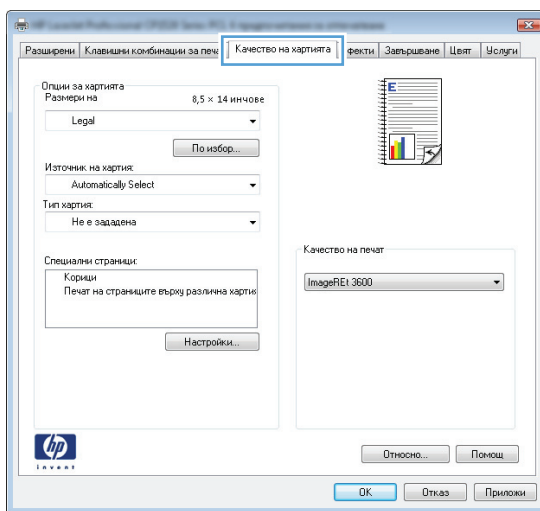 Разширени
Клавишни комбинации за печа
Качество на хартията
фекти
Завършване
Цвят
Услуги
Опции за хартията
Размери на
8,5 × 14 инчове
Legal
По избор...
Източник на хартия:
Automatically Select
Тип хартия:
Не е зададена
Специални страници:
Корици
Печат на страниците върху различна хартия
Настройки...
E
Качество на печат
ImageREt 3600
hp
invent
Относно...
Помощ
OK
Отказ
Приложи